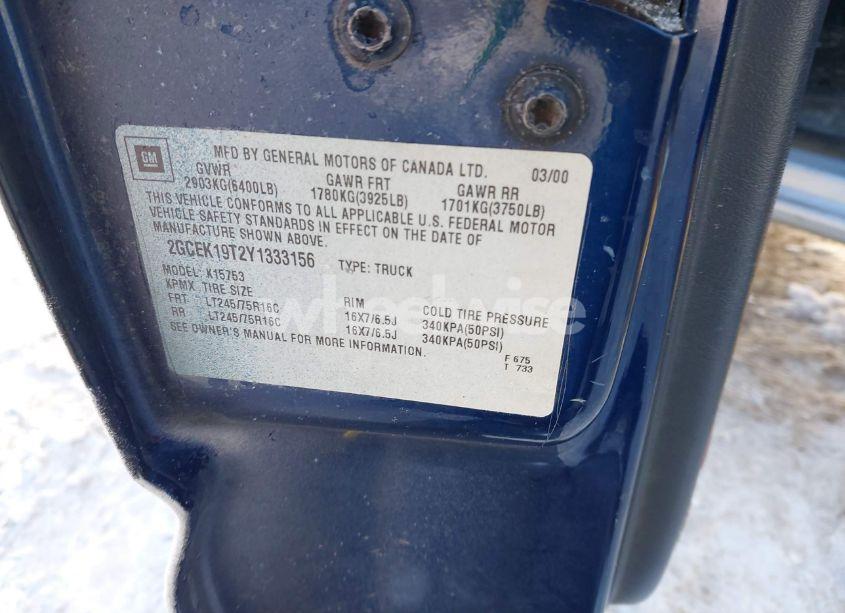 GM
MFD BY GENERAL MOTORS OF CANADA LTD. 03/00
GVWR GAWR FRT GAWR RR
2903KG(6400LB) 1780KG(3925LB) 1701KG(3750LB)
THIS VEHICLE CONFORMS TO ALL APPLICABLE U.S. FEDERAL MOTOR
VEHICLE SAFETY STANDARDS IN EFFECT ON THE DATE OF
MANUFACTURE SHOWN ABOVE.
2GCEK19T2Y1333156 TYPE: TRUCK
MODEL: K15753
KPMX TIRE SIZE RIM COLD TIRE PRESSURE
FRT LT245/75R16C 16X7/6.5J 340KPA(50PSI)
RR LT245/75R16C 16X7/6.5J 340KPA(50PSI)
SEE OWNER'S MANUAL FOR MORE INFORMATION.
F 675
T 733
wheelwise